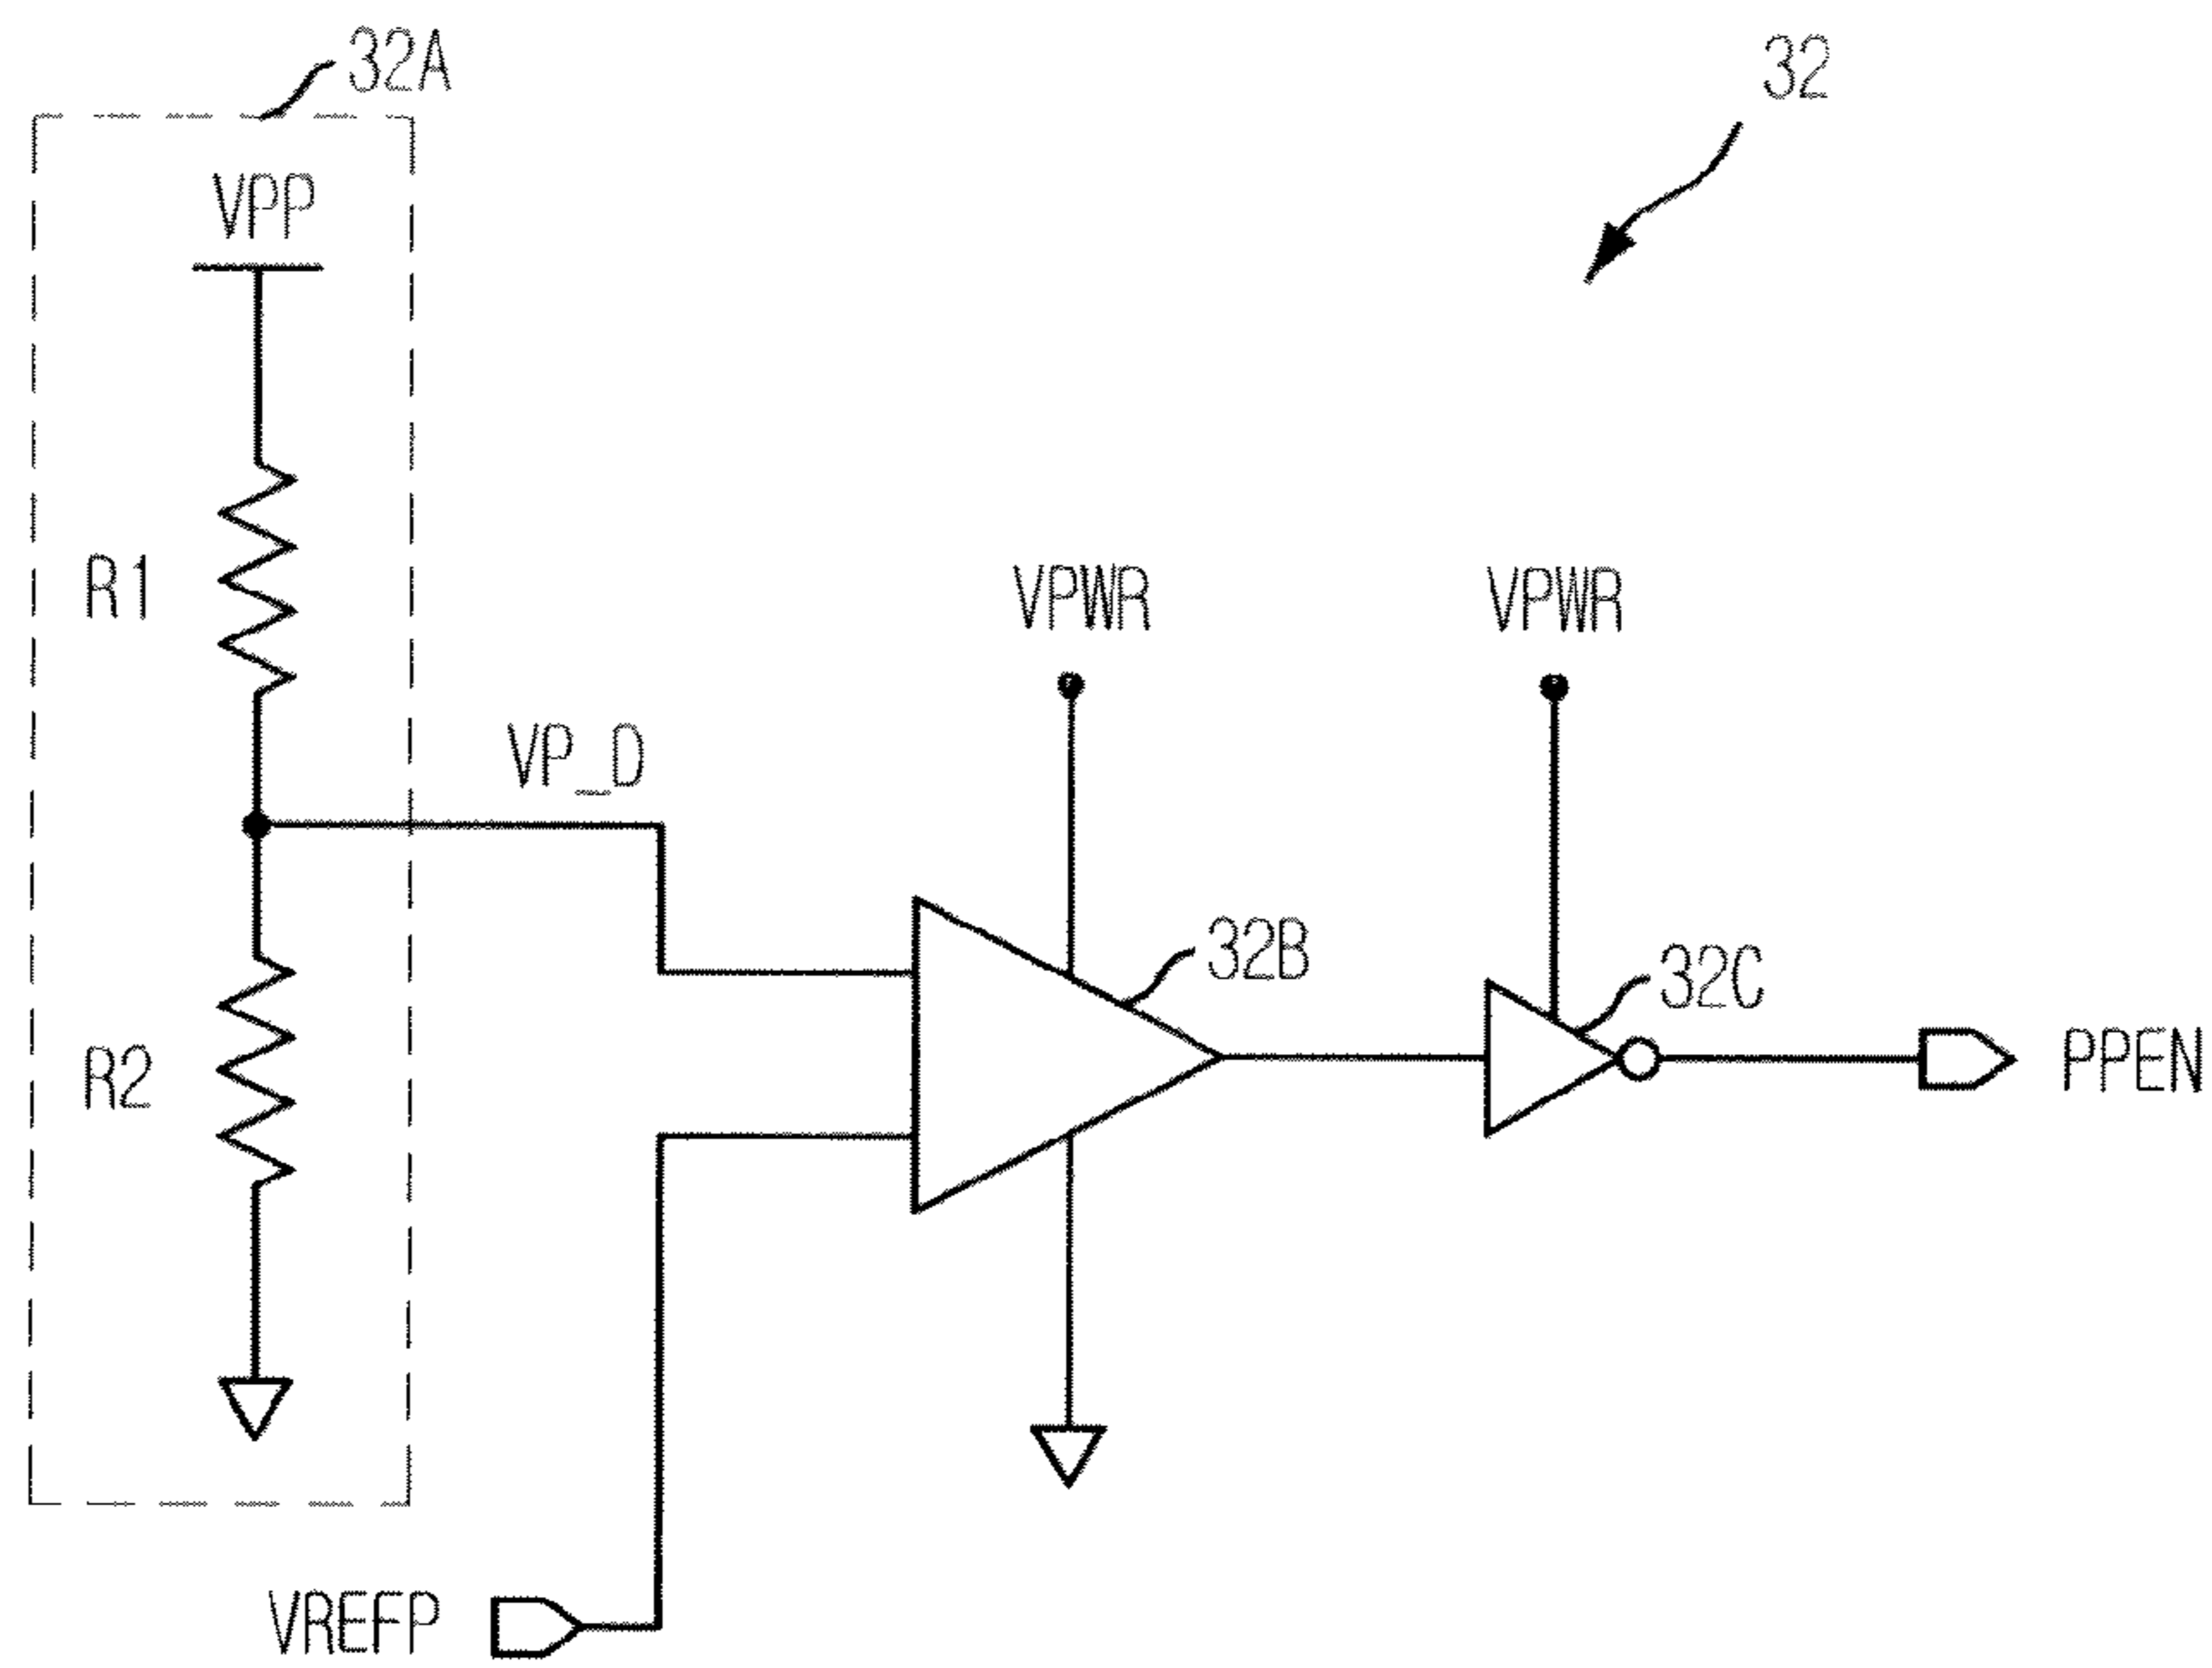 32A
32
VPP
R1
VPWR
VPWR
VP_D
32B
32C
R2
PPEN
VREFP